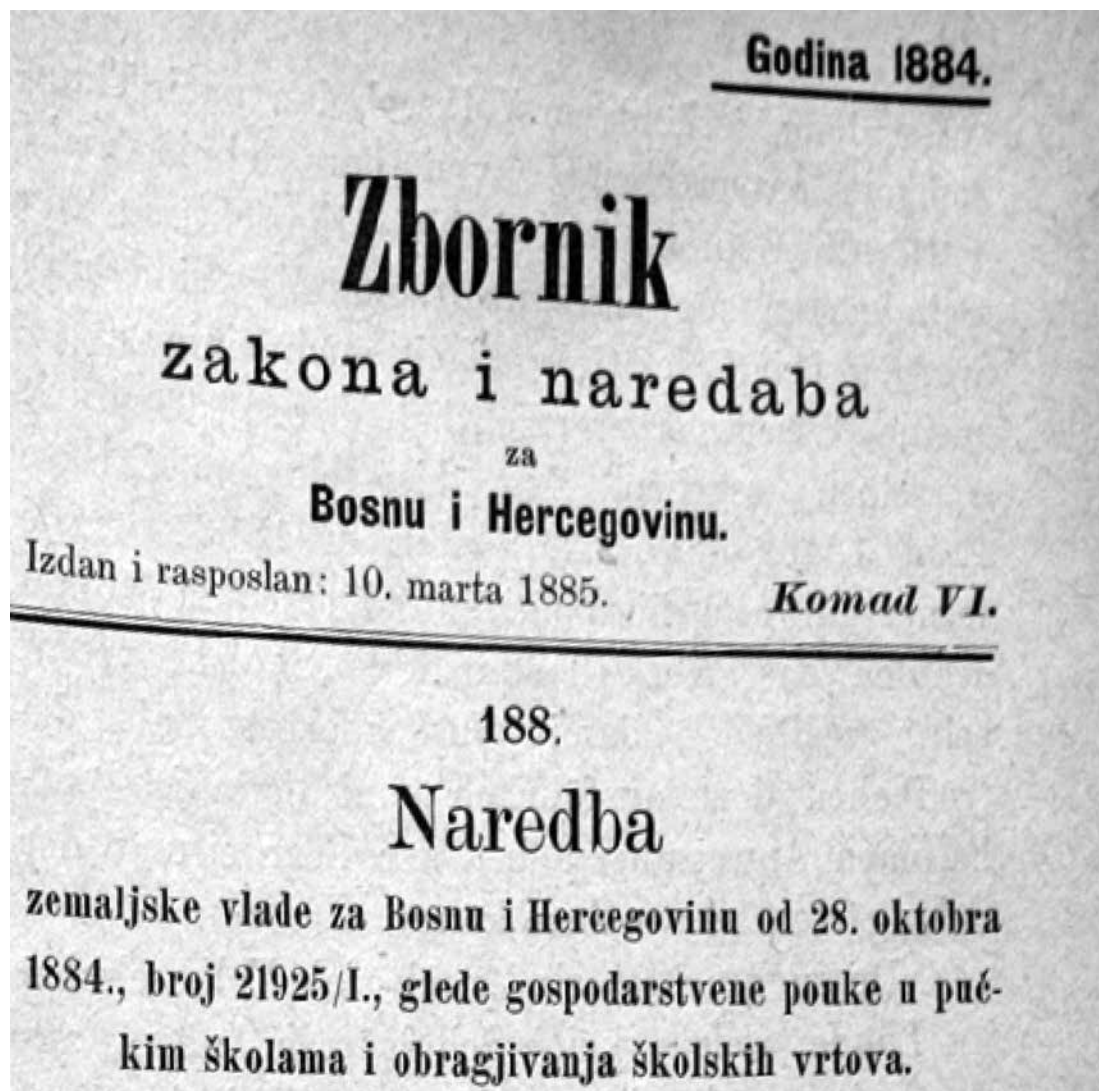 Godina 1884.
Zbornik
zakona i naredaba
za
Bosnu i Hercegovinu.
Izdan i rasposlan: 10. marta 1885. Komad VI.
188.
Naredba
zemaljske vlade za Bosnu i Hercegovinu od 28. oktobra
1884., broj 21925/I., glede gospodarstvene pouke u puć-
kim školama i obragjivanja školskih vrtova.